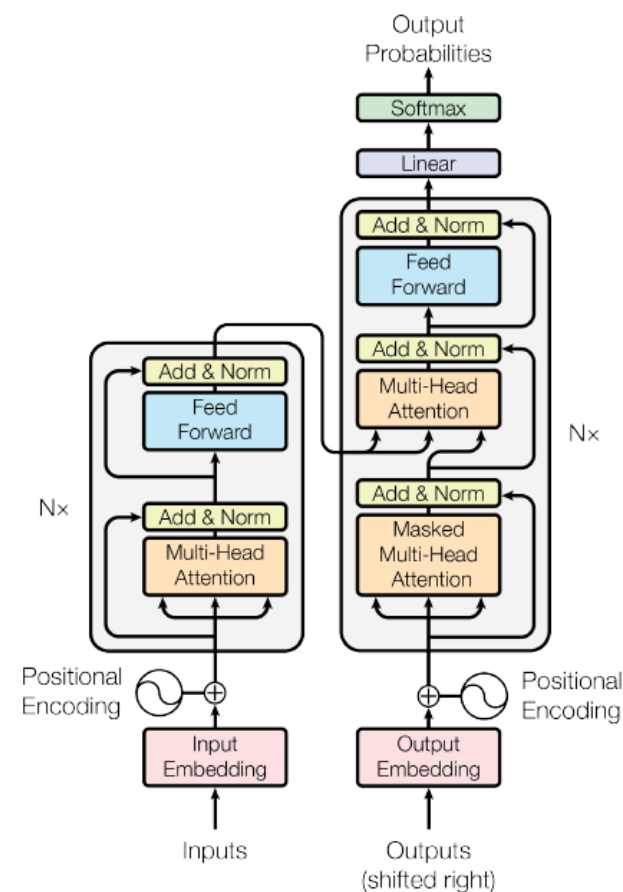 Output
Probabilities
Softmax
Linear
Add & Norm
Feed
Forward
Add & Norm
Multi-Head
Attention
Nx
Add & Norm
Masked
Multi-Head
Attention
Add & Norm
Feed
Forward
Nx
Add & Norm
Multi-Head
Attention
Positional
Encoding
Positional
Encoding
Input
Embedding
Output
Embedding
Inputs
Outputs
(shifted right)